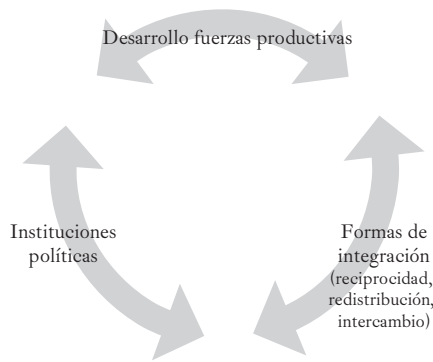 Desarrollo fuerzas productivas
Instituciones
políticas
Formas de
integración
(reciprocidad,
redistribución,
intercambio)